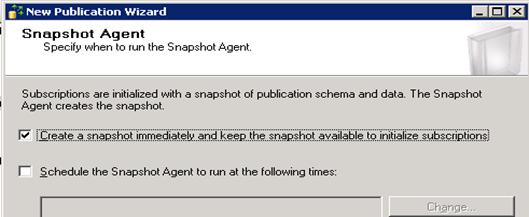 New Publication Wizard
Snapshot Agent
Specify when to run the Snapshot Agent.
Subscriptions are initialized with a snapshot of publication schema and data. The Snapshot
Agent creates the snapshot.
Create a snapshot immediately and keep the snapshot available to initialize subscriptions
Schedule the Snapshot Agent to run at the following times:
Change...